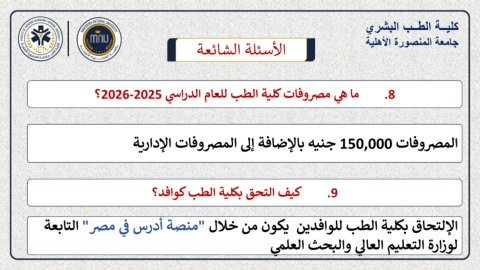 كلية الطب البشري
جامعة المنصورة الأهلية
MNU
الأسئلة الشائعة
8. ما هي مصروفات كلية الطب للعام الدراسي 2025-2026؟
المصروفات 150,000 جنيه بالإضافة إلى المصروفات الإدارية
9. كيف التحق بكلية الطب كوافد؟
الإلتحاق بكلية الطب للوافدين يكون من خلال "منصة أدرس في مصر" التابعة
لوزارة التعليم العالي والبحث العلمي